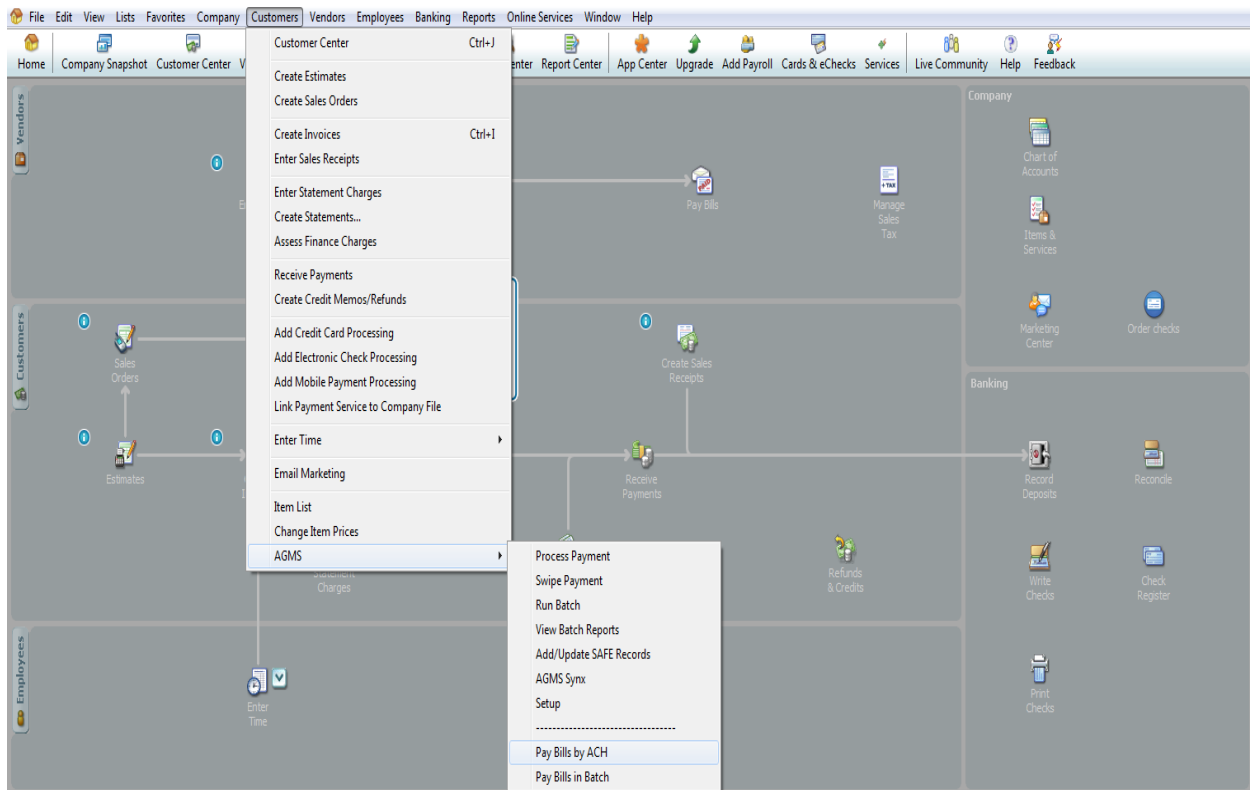 File Edit View Lists Favorites Company Customers Vendors Employees Banking Reports Online Services Window Help
Home Company Snapshot Customer Center Report Center App Center Upgrade Add Payroll Cards & eChecks Services Live Community Help Feedback
Customer Center Ctrl+J
Create Estimates
Create Sales Orders
Create Invoices Ctrl+I
Enter Sales Receipts
Enter Statement Charges
Create Statements...
Assess Finance Charges
Receive Payments
Create Credit Memos/Refunds
Add Credit Card Processing
Add Electronic Check Processing
Add Mobile Payment Processing
Link Payment Service to Company File
Enter Time
Email Marketing
Item List
Change Item Prices
AGMS
Process Payment
Swipe Payment
Run Batch
View Batch Reports
Add/Update SAFE Records
AGMS Synx
Setup
---------------------------------
Pay Bills by ACH
Pay Bills in Batch
Vendors
Pay Bills
+ TAX
Manage
Sales
Tax
Customers
Sales
Orders
Estimates
Create Sales
Receipts
Receive
Payments
Statement
Charges
Refunds
& Credits
Employees
Enter
Time
Company
Chart of
Accounts
Items &
Services
Marketing
Center
Order checks
Banking
Record
Deposits
Reconcile
Write
Checks
Check
Register
Print
Checks